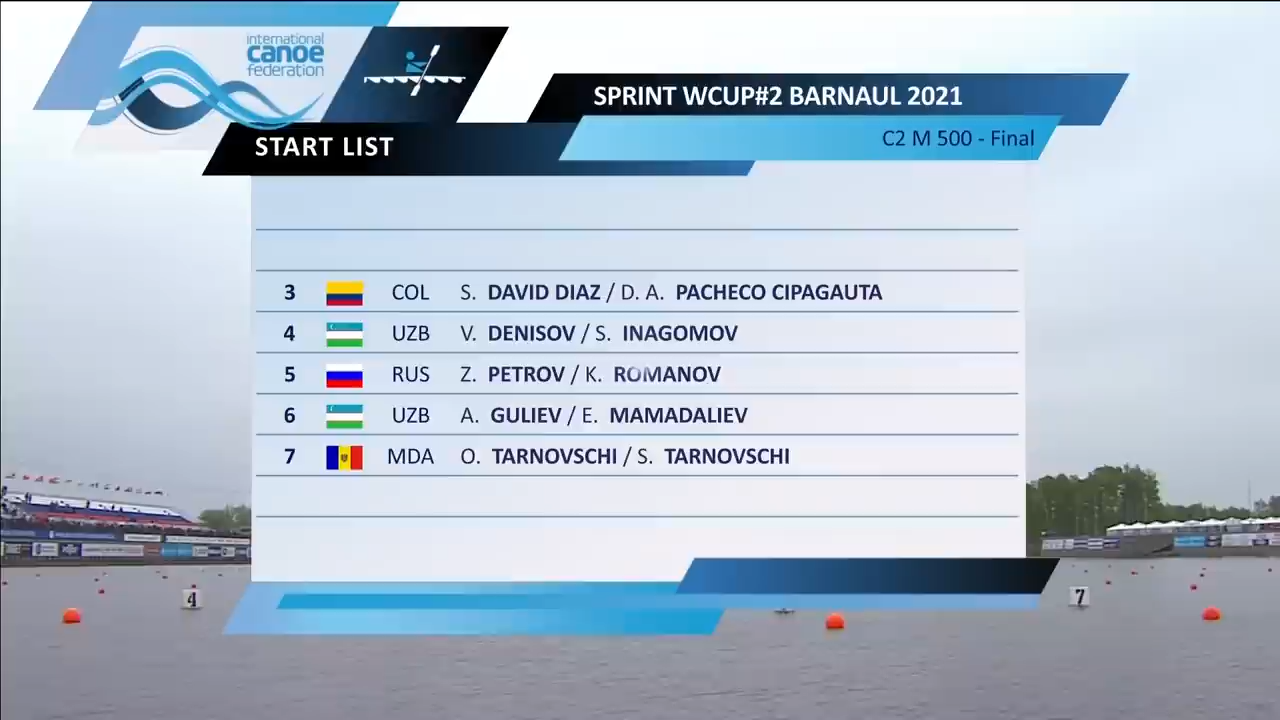 international
canoe
federation
SPRINT WCUP#2 BARNAUL 2021
START LIST
C2 M 500 - Final
3 COL S. DAVID DIAZ / D. A. PACHECO CIPAGAUTA
4 UZB V. DENISOV / S. INAGOMOV
5 RUS Z. PETROV / K. ROMANOV
6 UZB A. GULIEV / E. MAMADALIEV
7 MDA O. TARNOVSCHI / S. TARNOVSCHI
4
7